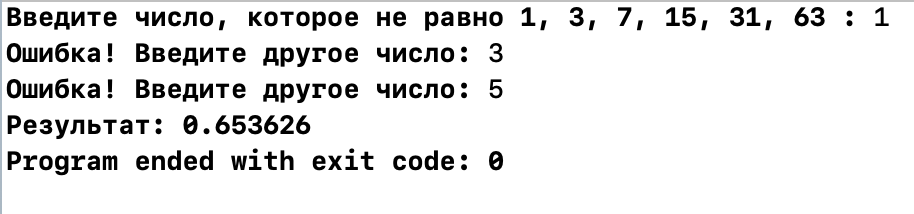 Введите число, которое не равно 1, 3, 7, 15, 31, 63 : 1
Ошибка! Введите другое число: 3
Ошибка! Введите другое число: 5
Результат: 0.653626
Program ended with exit code: 0